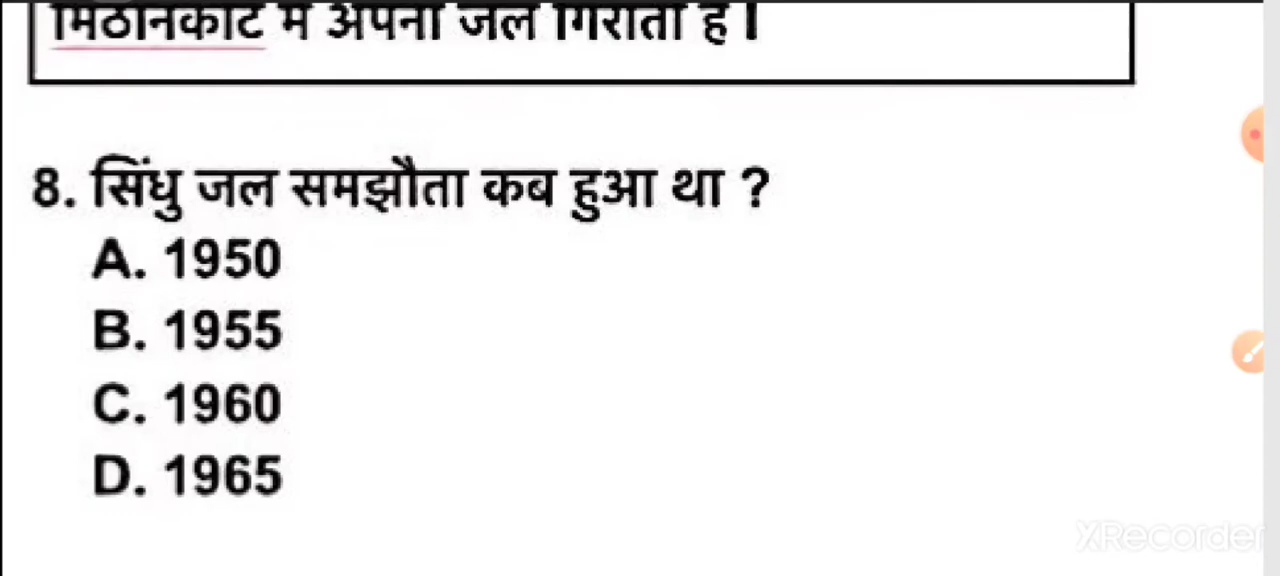 मिठानकोट में अपना जल गिराती है।
8. सिंधु जल समझौता कब हुआ था ?
A. 1950
B. 1955
C. 1960
D. 1965
XRecorder